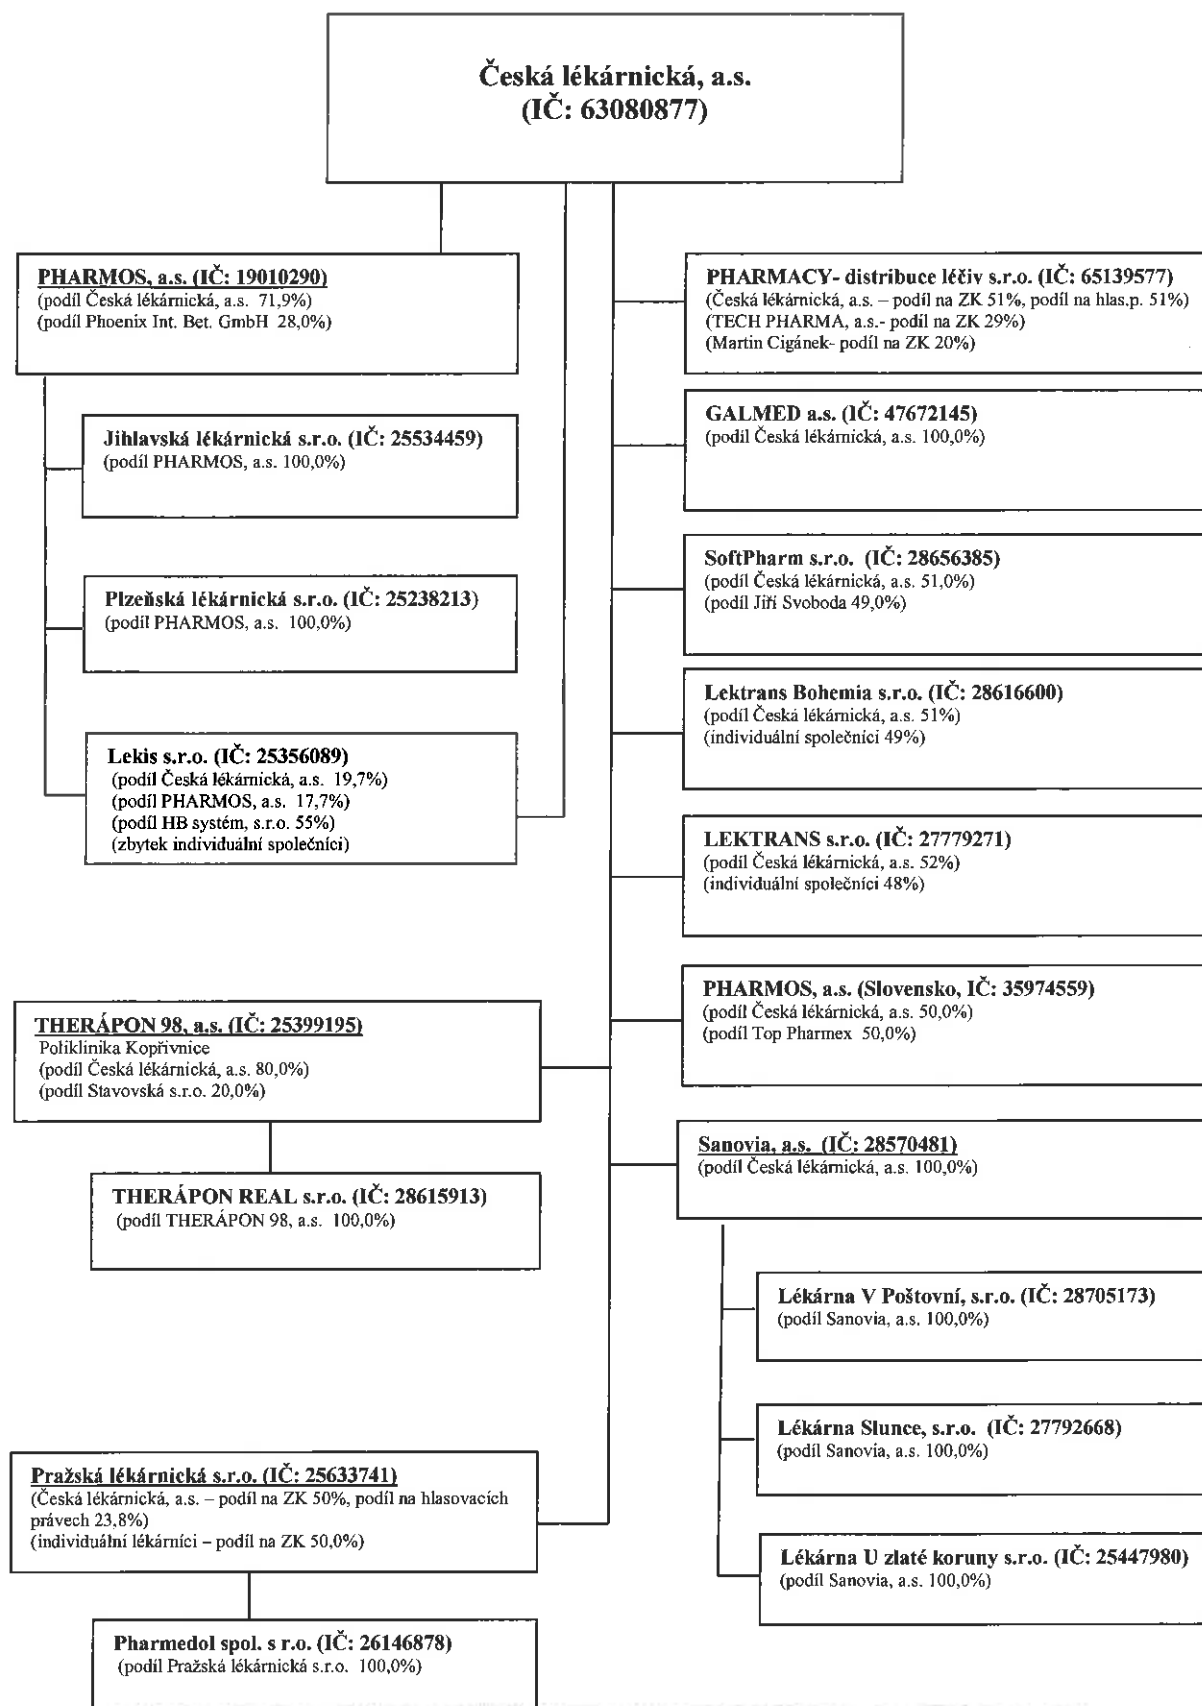 Česká lékárnická, a.s.
(IČ: 63080877)
PHARMOS, a.s. (IČ: 19010290)
(podíl Česká lékárnická, a.s.  71,9%)
(podíl Phoenix Int. Bet. GmbH  28,0%)
Jihlavská lékárnická s.r.o. (IČ: 25534459)
(podíl PHARMOS, a.s. 100,0%)
Plzeňská lékárnická s.r.o. (IČ: 25238213)
(podíl PHARMOS, a.s.  100,0%)
Lekis s.r.o. (IČ: 25356089)
(podíl Česká lékárnická, a.s.  19,7%)
(podíl PHARMOS, a.s.  17,7%)
(podíl HB systém, s.r.o. 55%)
(zbytek individuální společníci)
THERÁPON 98, a.s. (IČ: 25399195)
Poliklinika Kopřivnice
(podíl Česká lékárnická, a.s. 80,0%)
(podíl Stavovská s.r.o. 20,0%)
THERÁPON REAL s.r.o. (IČ: 28615913)
(podíl THERÁPON 98, a.s.  100,0%)
Pražská lékárnická s.r.o. (IČ: 25633741)
(Česká lékárnická, a.s. – podíl na ZK 50%, podíl na hlasovacích
právech 23,8%)
(individuální lékárníci – podíl na ZK 50,0%)
Pharmedol spol. s r.o. (IČ: 26146878)
(podíl Pražská lékárnická s.r.o.  100,0%)
PHARMACY- distribuce léčiv s.r.o. (IČ: 65139577)
(Česká lékárnická, a.s. – podíl na ZK 51%, podíl na hlas.p. 51%)
(TECH PHARMA, a.s.- podíl na ZK 29%)
(Martin Cigánek- podíl na ZK 20%)
GALMED a.s. (IČ: 47672145)
(podíl Česká lékárnická, a.s. 100,0%)
SoftPharm s.r.o.  (IČ: 28656385)
(podíl Česká lékárnická, a.s. 51,0%)
(podíl Jiří Svoboda 49,0%)
Lektrans Bohemia s.r.o. (IČ: 28616600)
(podíl Česká lékárnická, a.s. 51%)
(individuální společníci 49%)
LEKTRANS s.r.o. (IČ: 27779271)
(podíl Česká lékárnická, a.s. 52%)
(individuální společníci 48%)
PHARMOS, a.s. (Slovensko, IČ: 35974559)
(podíl Česká lékárnická, a.s. 50,0%)
(podíl Top Pharmex  50,0%)
Sanovia, a.s.  (IČ: 28570481)
(podíl Česká lékárnická, a.s. 100,0%)
Lékárna V Poštovní, s.r.o. (IČ: 28705173)
(podíl Sanovia, a.s. 100,0%)
Lékárna Slunce, s.r.o.  (IČ: 27792668)
(podíl Sanovia, a.s. 100,0%)
Lékárna U zlaté koruny s.r.o. (IČ: 25447980)
(podíl Sanovia, a.s. 100,0%)